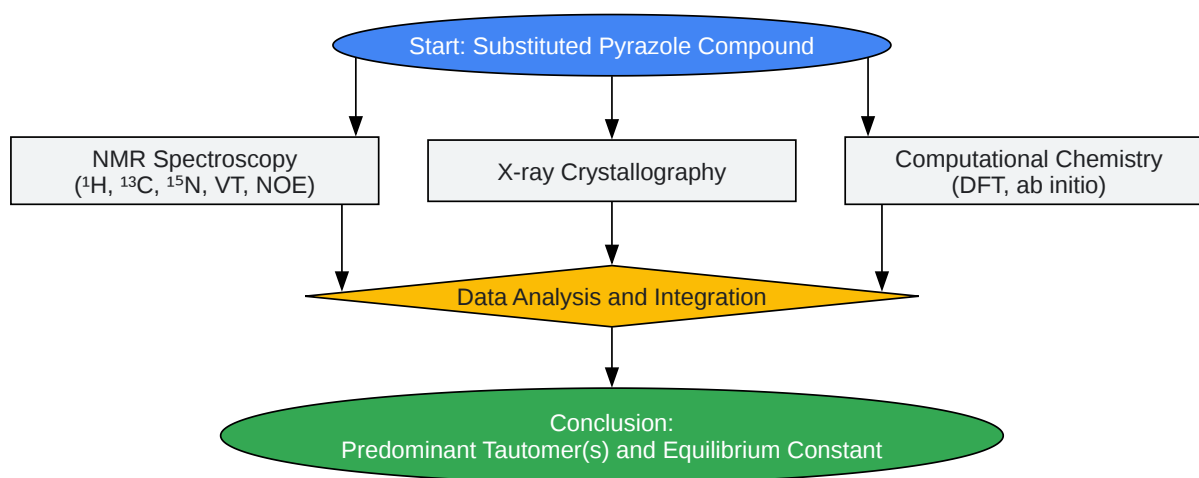 Start: Substituted Pyrazole Compound
NMR Spectroscopy
(¹H, ¹³C, ¹⁵N, VT, NOE)
X-ray Crystallography
Computational Chemistry
(DFT, ab initio)
Data Analysis and Integration
Conclusion:
Predominant Tautomer(s) and Equilibrium Constant